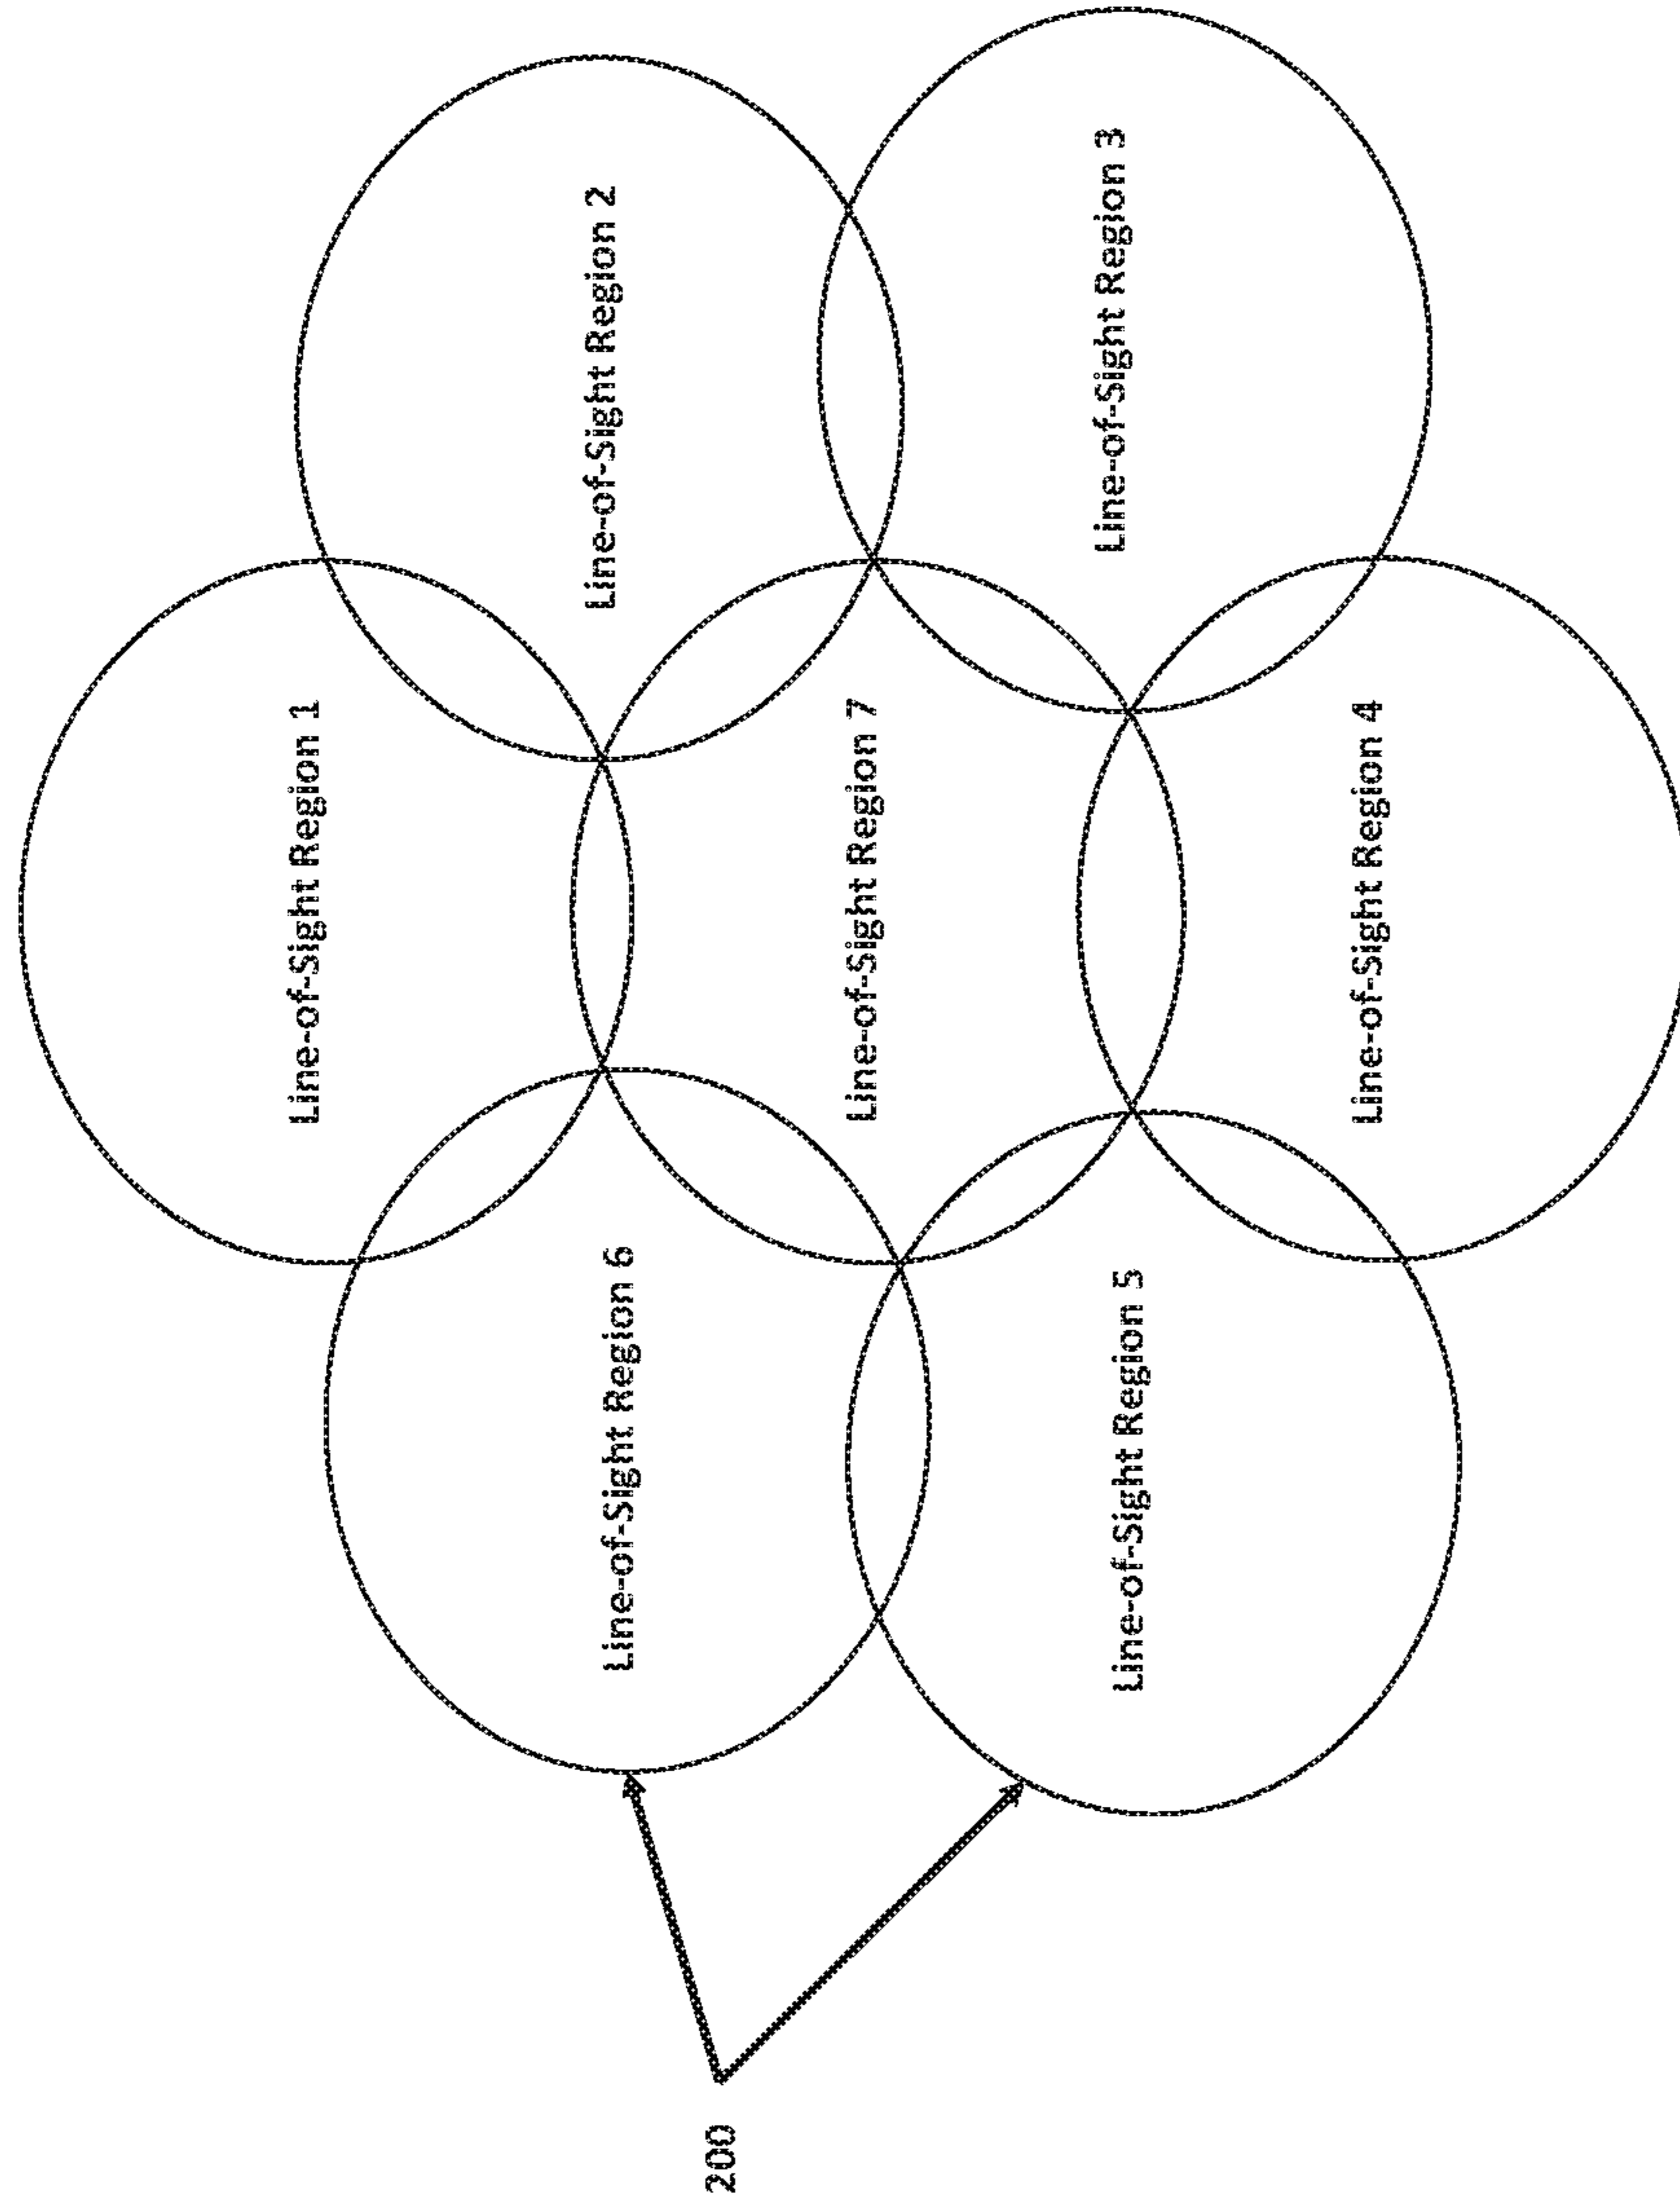 Line-of-Sight Region 1
Line-of-Sight Region 2
Line-of-Sight Region 6
Line-of-Sight Region 7
Line-of-Sight Region 3
Line-of-Sight Region 5
Line-of-Sight Region 4
200